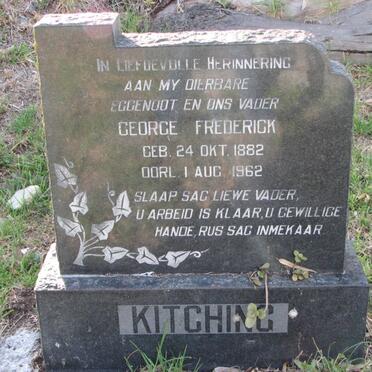 IN LIEFDEVOLLE HERINNERING
AAN MY DIERBARE
EGGENOOT EN ONS VADER
GEORGE FREDERICK
GEB. 24 OKT. 1882
OORL. 1 AUG. 1962
SLAAP SAG LIEWE VADER,
U ARBEID IS KLAAR, U GEWILLIGE
HANDE, RUS SAG INMEKAAR
KITCHING